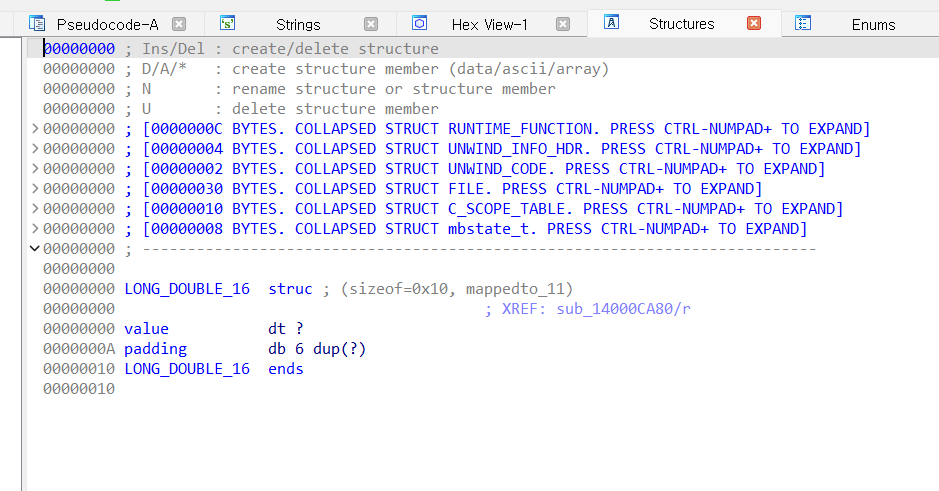 Pseudocode-A Strings Hex View-1 Structures Enums
00000000 ; Ins/Del : create/delete structure
00000000 ; D/A/*   : create structure member (data/ascii/array)
00000000 ; N       : rename structure or structure member
00000000 ; U       : delete structure member
00000000 ; [0000000C BYTES. COLLAPSED STRUCT RUNTIME_FUNCTION. PRESS CTRL-NUMPAD+ TO EXPAND]
00000000 ; [00000004 BYTES. COLLAPSED STRUCT UNWIND_INFO_HDR. PRESS CTRL-NUMPAD+ TO EXPAND]
00000000 ; [00000002 BYTES. COLLAPSED STRUCT UNWIND_CODE. PRESS CTRL-NUMPAD+ TO EXPAND]
00000000 ; [00000030 BYTES. COLLAPSED STRUCT FILE. PRESS CTRL-NUMPAD+ TO EXPAND]
00000000 ; [00000010 BYTES. COLLAPSED STRUCT C_SCOPE_TABLE. PRESS CTRL-NUMPAD+ TO EXPAND]
00000000 ; [00000008 BYTES. COLLAPSED STRUCT mbstate_t. PRESS CTRL-NUMPAD+ TO EXPAND]
00000000 ; ---------------------------------------------------------------------------
00000000
00000000 LONG_DOUBLE_16  struc ; (sizeof=0x10, mappedto_11)
00000000                                         ; XREF: sub_14000CA80/r
00000000 value           dt ?
0000000A padding         db 6 dup(?)
00000010 LONG_DOUBLE_16  ends
00000010